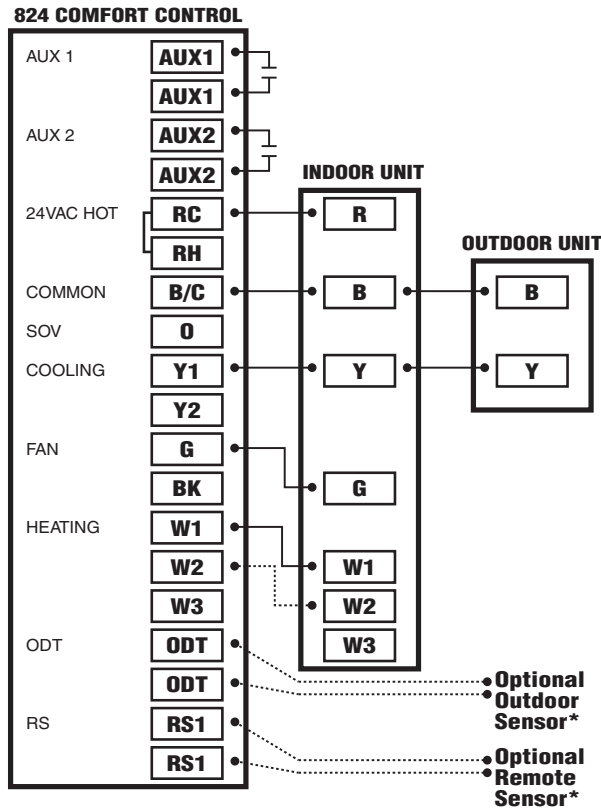 824 COMFORT CONTROL
AUX 1 AUX1
AUX1
AUX 2 AUX2
AUX2
INDOOR UNIT
24VAC HOT RC R
OUTDOOR UNIT
RH
COMMON B/C B B
SOV O
COOLING Y1 Y Y
Y2
FAN G
BK G
HEATING W1
W2 W1
W3 W2
ODT ODT W3
ODT
Optional
Outdoor
Sensor*
RS RS1
RS1
Optional
Remote
Sensor*